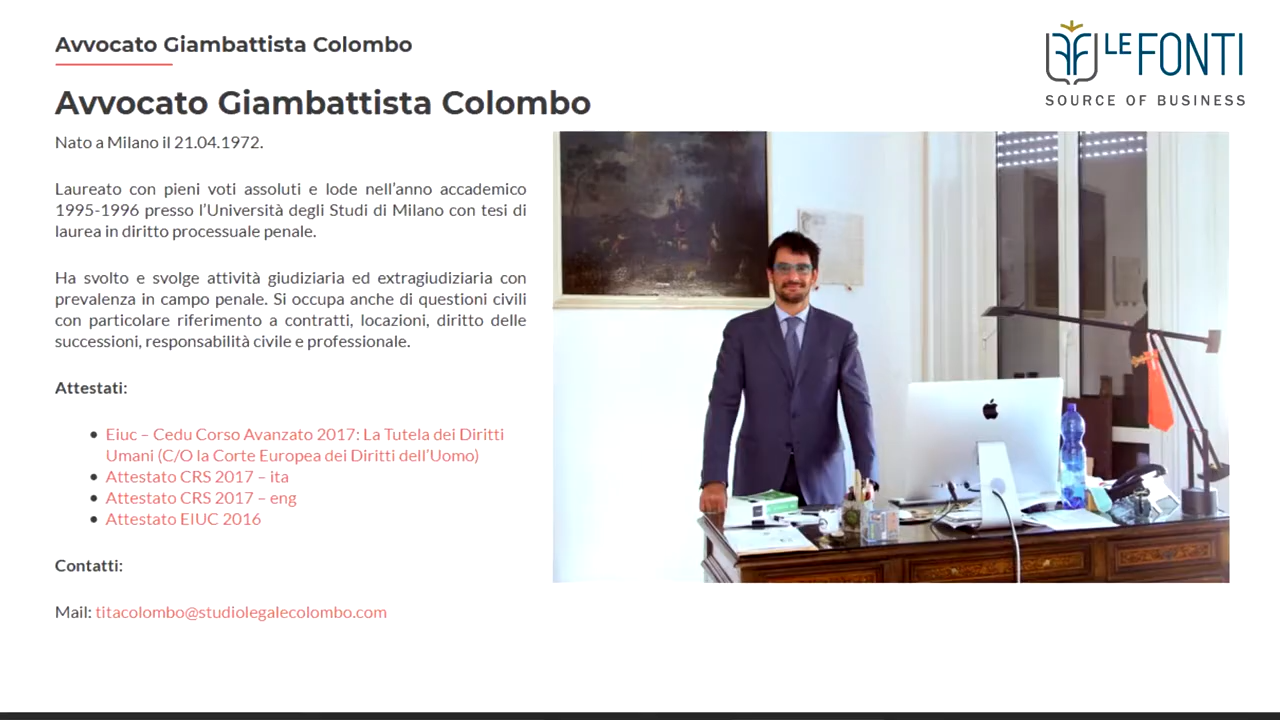 Avvocato Giambattista Colombo
LE FONTI
SOURCE OF BUSINESS
Avvocato Giambattista Colombo
Nato a Milano il 21.04.1972.
Laureato con pieni voti assoluti e lode nell’anno accademico
1995-1996 presso l’Università degli Studi di Milano con tesi di
laurea in diritto processuale penale.
Ha svolto e svolge attività giudiziaria ed extragiudiziaria con
prevalenza in campo penale. Si occupa anche di questioni civili
con particolare riferimento a contratti, locazioni, diritto delle
successioni, responsabilità civile e professionale.
Attestati:
• Eiuc – Cedu Corso Avanzato 2017: La Tutela dei Diritti
Umani (C/O la Corte Europea dei Diritti dell’Uomo)
• Attestato CRS 2017 – ita
• Attestato CRS 2017 – eng
• Attestato EIUC 2016
Contatti:
Mail: titacolombo@studiolegalecolombo.com